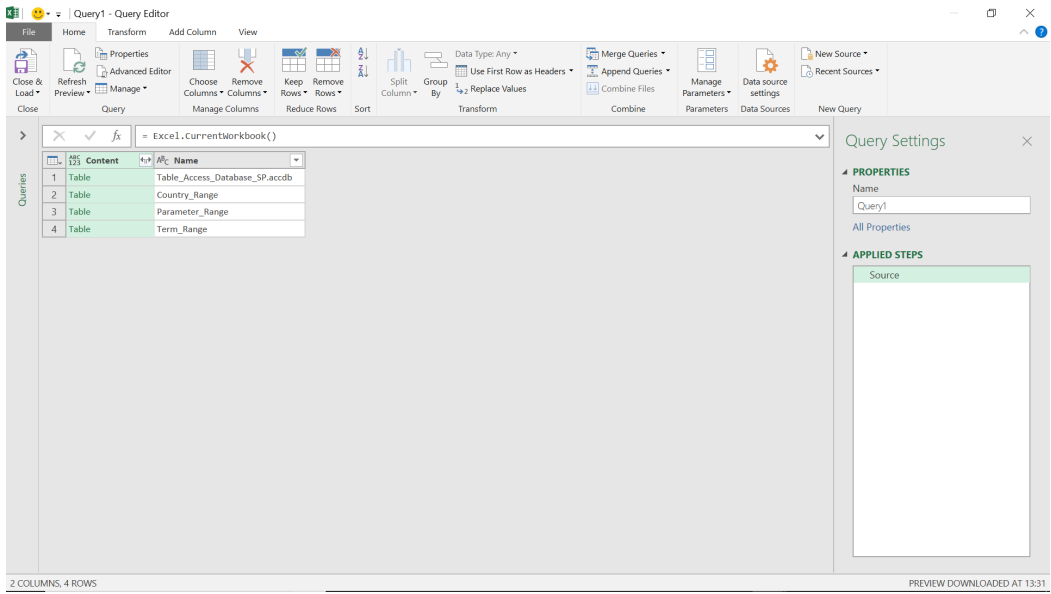 Query1 - Query Editor
File Home Transform Add Column View
Close & Load
Close
Refresh Preview
Properties
Advanced Editor
Manage
Query
Choose Columns
Remove Columns
Manage Columns
Keep Rows
Remove Rows
Reduce Rows
Sort
Split Column
Group By
Data Type: Any
Use First Row as Headers
Replace Values
Transform
Merge Queries
Append Queries
Combine Files
Combine
Manage Parameters
Parameters
Data source settings
Data Sources
New Source
Recent Sources
New Query
Queries
fx = Excel.CurrentWorkbook()
ABC 123 Content ABC Name
1 Table Table_Access_Database_SP.accdb
2 Table Country_Range
3 Table Parameter_Range
4 Table Term_Range
Query Settings
PROPERTIES
Name
Query1
All Properties
APPLIED STEPS
Source
2 COLUMNS, 4 ROWS
PREVIEW DOWNLOADED AT 13:31